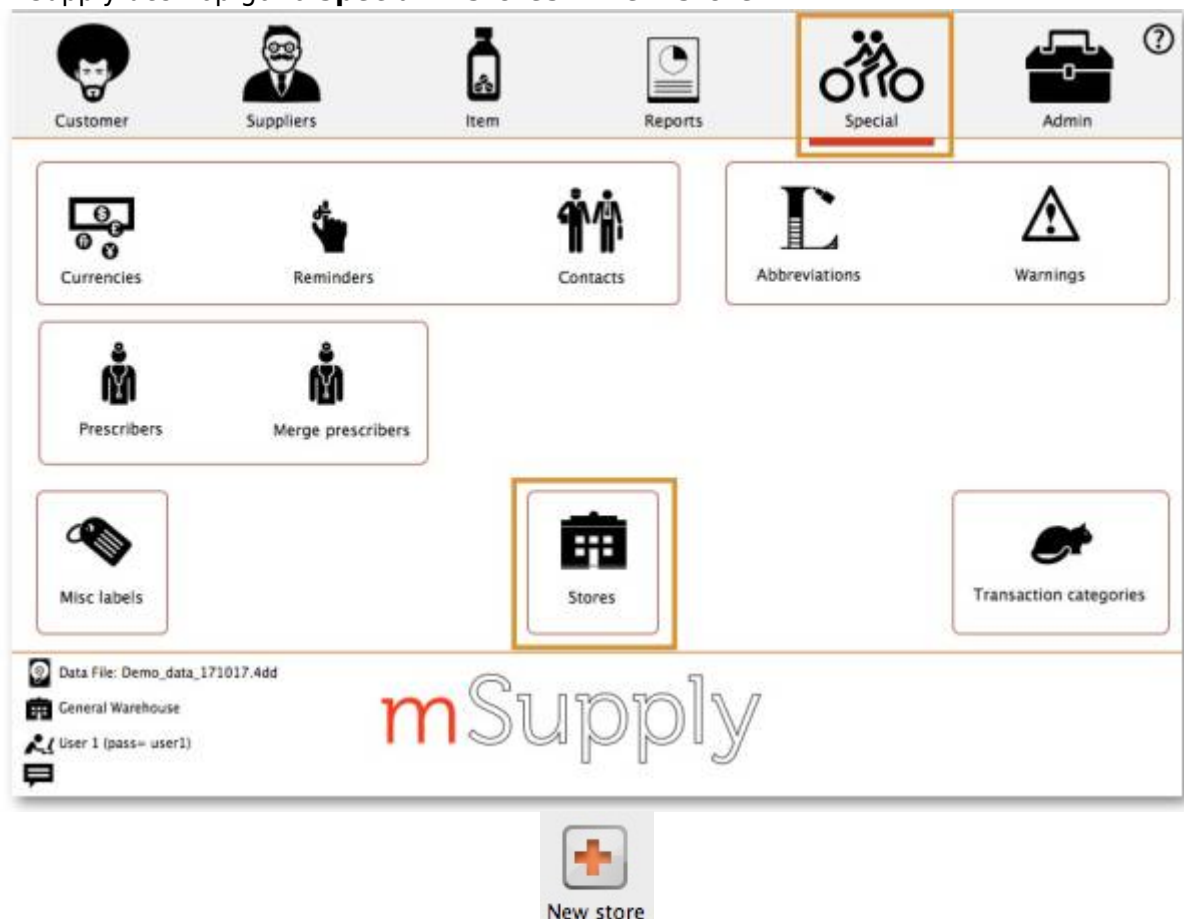 Customer Suppliers Item Reports Special Admin ?
Currencies Reminders Contacts Abbreviations Warnings
Prescribers Merge prescribers
Misc labels Stores Transaction categories
Data File: Demo_data_171017.4dd
General Warehouse
User 1 (pass= user1)
mSupply
New store